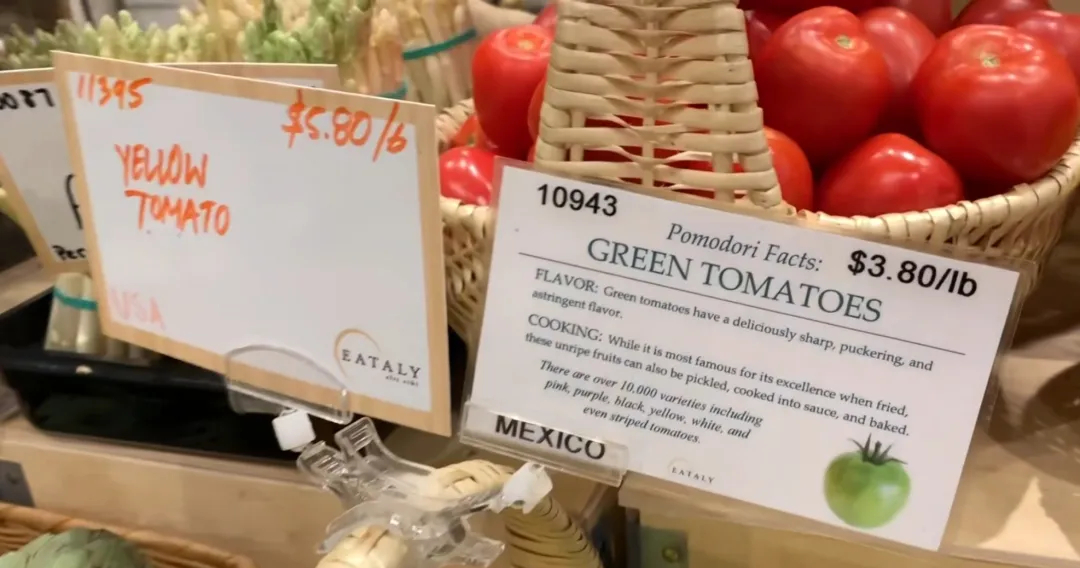 11395
$5.80/lb
YELLOW
TOMATO
USA
EATALY
10943
$3.80/lb
Pomodori Facts:
GREEN TOMATOES
FLAVOR: Green tomatoes have a deliciously sharp, puckering, and
astringent flavor.
COOKING: While it is most famous for its excellence when fried,
these unripe fruits can also be pickled, cooked into sauce, and baked.
There are over 10,000 varieties including
pink, purple, black, yellow, white, and
even striped tomatoes.
MEXICO
EATALY